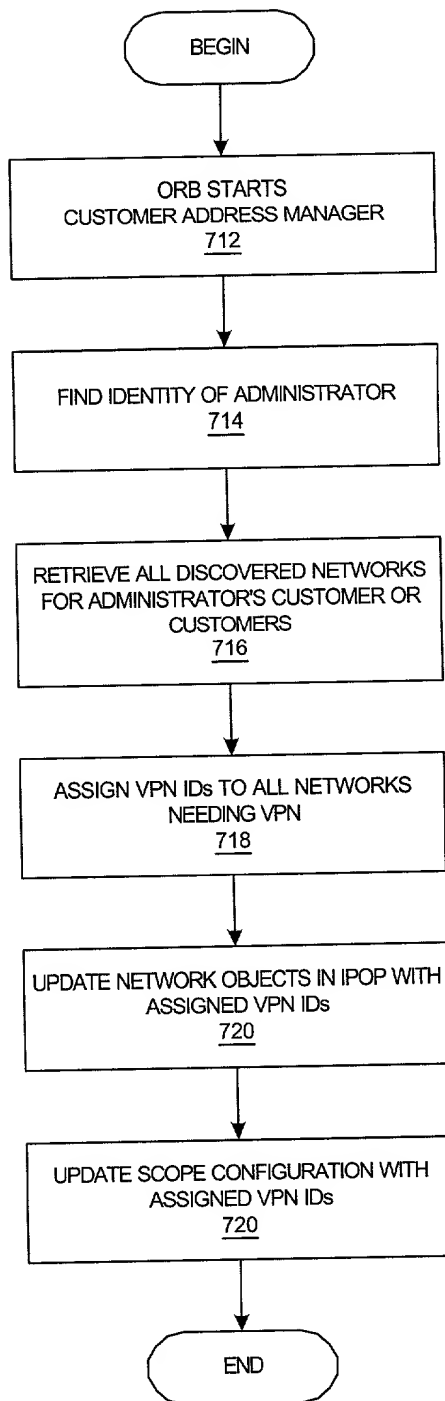 BEGIN
ORB STARTS
CUSTOMER ADDRESS MANAGER
712
FIND IDENTITY OF ADMINISTRATOR
714
RETRIEVE ALL DISCOVERED NETWORKS
FOR ADMINISTRATOR'S CUSTOMER OR
CUSTOMERS
716
ASSIGN VPN IDs TO ALL NETWORKS
NEEDING VPN
718
UPDATE NETWORK OBJECTS IN IPOP WITH
ASSIGNED VPN IDs
720
UPDATE SCOPE CONFIGURATION WITH
ASSIGNED VPN IDs
720
END